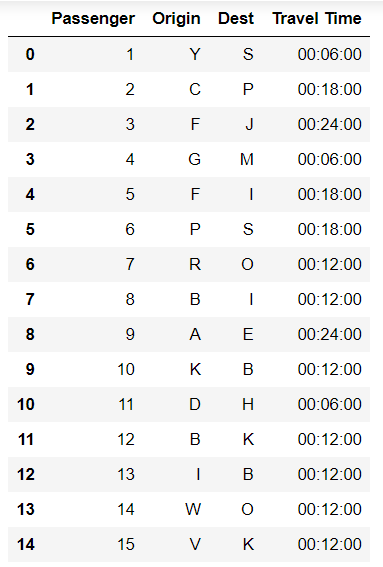 Passenger Origin Dest Travel Time
0 1 Y S 00:06:00
1 2 C P 00:18:00
2 3 F J 00:24:00
3 4 G M 00:06:00
4 5 F I 00:18:00
5 6 P S 00:18:00
6 7 R O 00:12:00
7 8 B I 00:12:00
8 9 A E 00:24:00
9 10 K B 00:12:00
10 11 D H 00:06:00
11 12 B K 00:12:00
12 13 I B 00:12:00
13 14 W O 00:12:00
14 15 V K 00:12:00